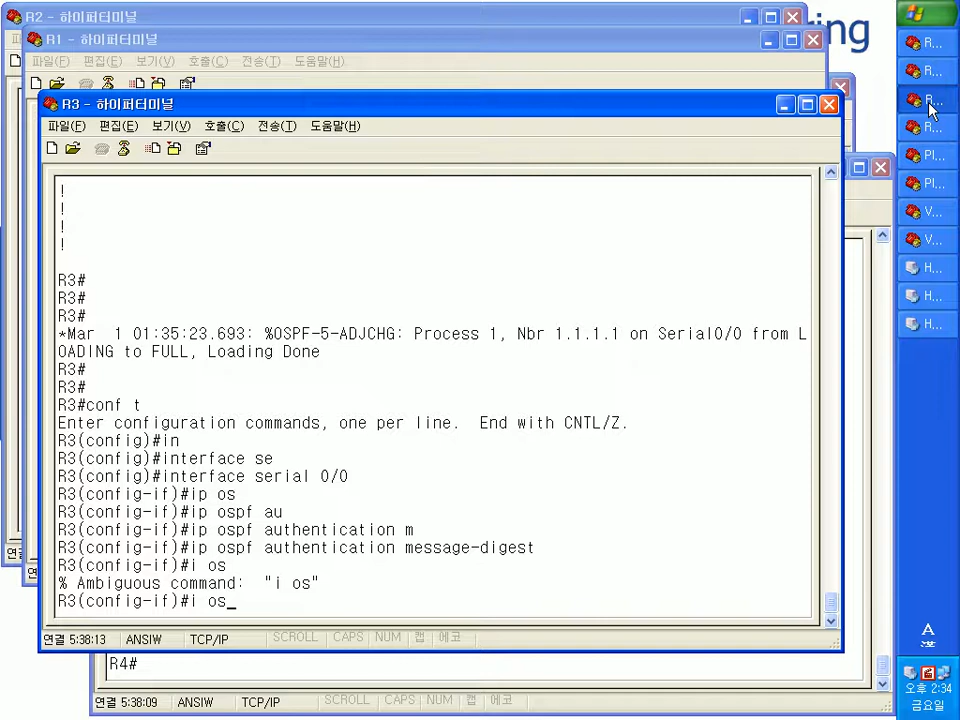 R2 - 하이퍼터미널
ring
R1 - 하이퍼터미널
파일(F) 편집(E) 보기(V) 호출(C) 전송(T) 도움말(H)
R3 - 하이퍼터미널
파일(F) 편집(E) 보기(V) 호출(C) 전송(T) 도움말(H)
!
!
!
!
R3#
R3#
R3#
*Mar  1 01:35:23.693: %OSPF-5-ADJCHG: Process 1, Nbr 1.1.1.1 on Serial0/0 from L
OADING to FULL, Loading Done
R3#
R3#
R3#conf t
Enter configuration commands, one per line.  End with CNTL/Z.
R3(config)#in
R3(config)#interface se
R3(config)#interface serial 0/0
R3(config-if)#ip os
R3(config-if)#ip ospf au
R3(config-if)#ip ospf authentication m
R3(config-if)#ip ospf authentication message-digest
R3(config-if)#i os
% Ambiguous command:  "i os"
R3(config-if)#i os_
연결 5:38:13 ANSIW TCP/IP SCROLL CAPS NUM 캡 에코
R4#
연결 5:38:09 ANSIW TCP/IP SCROLL CAPS NUM 캡 에코
R...
R...
R...
R...
Pl...
Pl...
V...
V...
H...
H...
H...
A
漢
오후 2:34
금요일